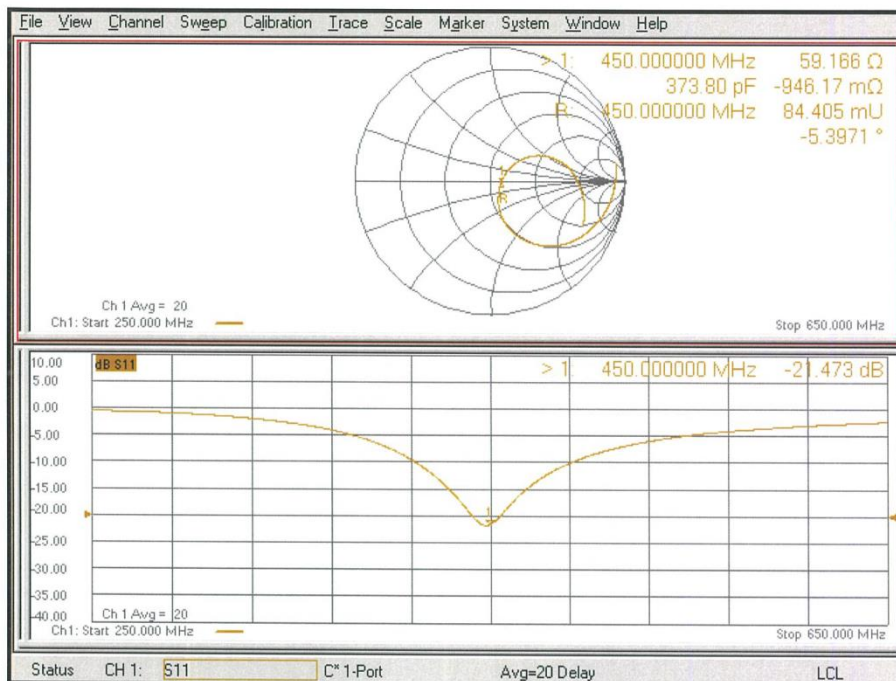 File View Channel Sweep Calibration Trace Scale Marker System Window Help
> 1: 450.000000 MHz 59.166 Ω
373.80 pF -946.17 mΩ
R: 450.000000 MHz 84.405 mU
-5.3971 °
Ch 1 Avg = 20
Ch1: Start 250.000 MHz
Stop 650.000 MHz
dB S11
> 1: 450.000000 MHz -21.473 dB
10.00
5.00
0.00
-5.00
-10.00
-15.00
-20.00
-25.00
-30.00
-35.00
-40.00
1
Ch 1 Avg = 20
Ch1: Start 250.000 MHz
Stop 650.000 MHz
Status CH 1: S11 C* 1-Port Avg=20 Delay LCL